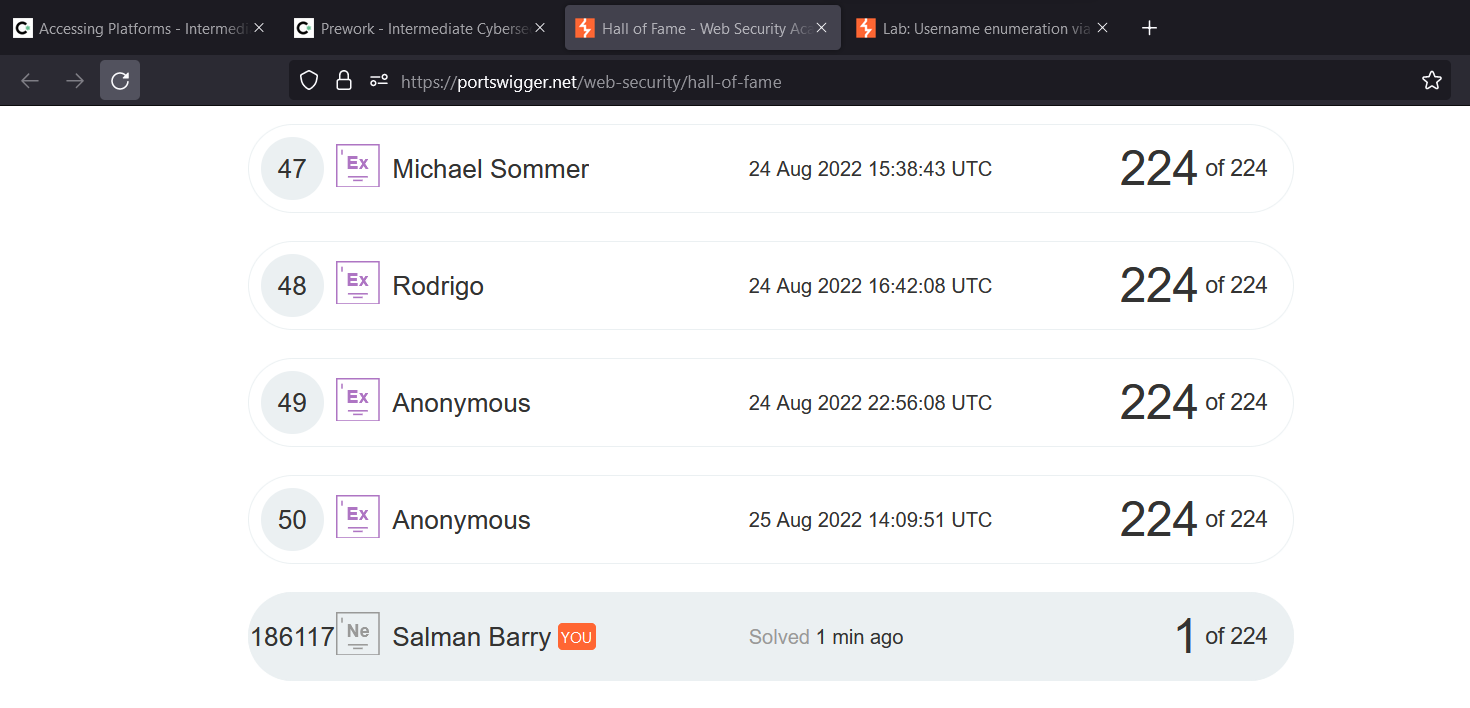 Accessing Platforms - Intermedi
Prework - Intermediate Cyberse
Hall of Fame - Web Security Aca
Lab: Username enumeration via
https://portswigger.net/web-security/hall-of-fame
47 Ex Michael Sommer 24 Aug 2022 15:38:43 UTC 224 of 224
48 Ex Rodrigo 24 Aug 2022 16:42:08 UTC 224 of 224
49 Ex Anonymous 24 Aug 2022 22:56:08 UTC 224 of 224
50 Ex Anonymous 25 Aug 2022 14:09:51 UTC 224 of 224
186117 Ne Salman Barry YOU Solved 1 min ago 1 of 224